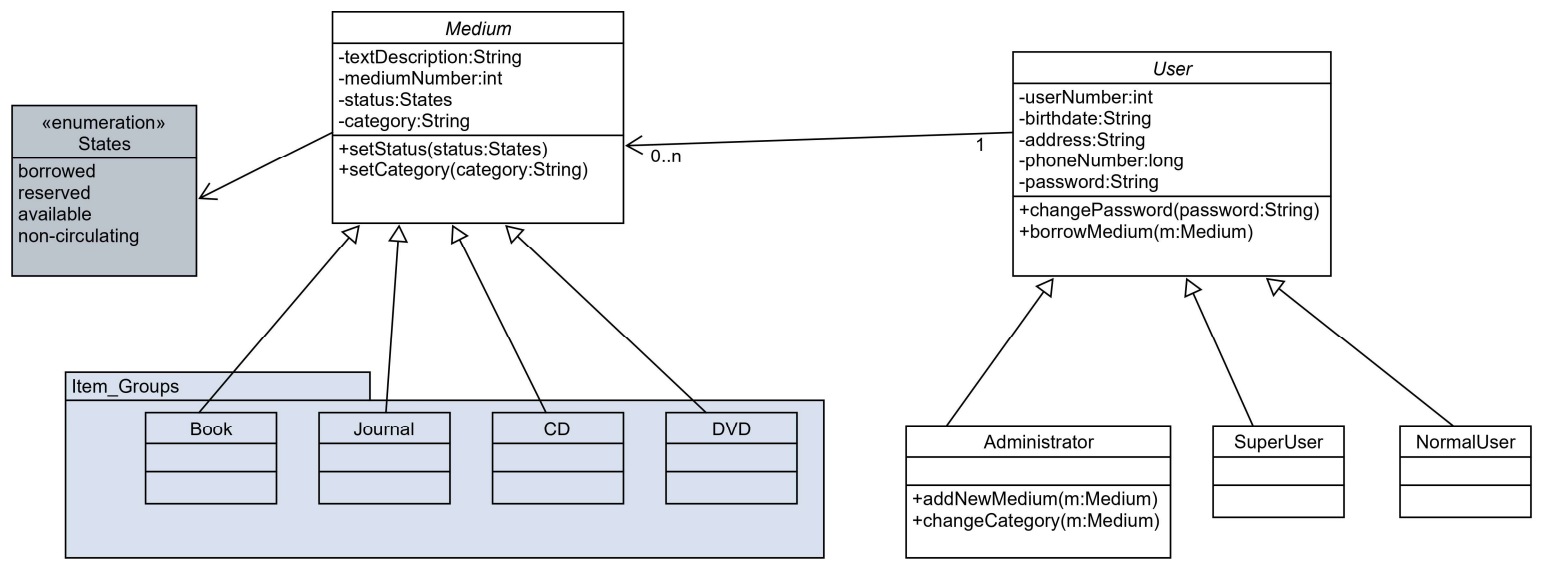 Medium
-textDescription:String
-mediumNumber:int
-status:States
-category:String
+setStatus(status:States)
+setCategory(category:String)
«enumeration»
States
borrowed
reserved
available
non-circulating
0..n
1
User
-userNumber:int
-birthdate:String
-address:String
-phoneNumber:long
-password:String
+changePassword(password:String)
+borrowMedium(m:Medium)
Item_Groups
Book
Journal
CD
DVD
Administrator
+addNewMedium(m:Medium)
+changeCategory(m:Medium)
SuperUser
NormalUser